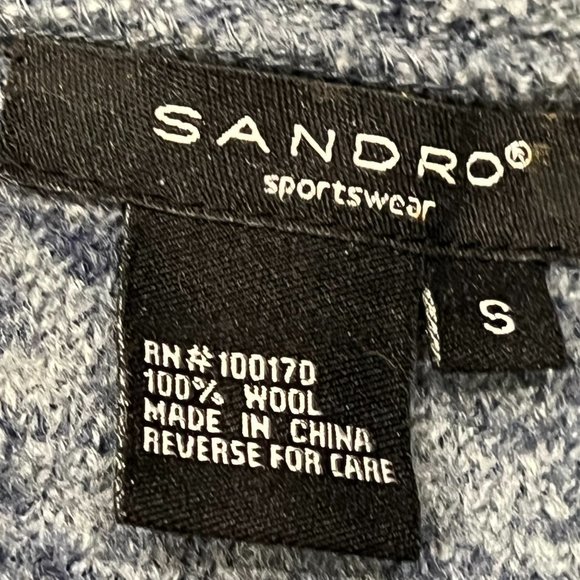 SANDRO®
sportswear
S
RN#100170
100% WOOL
MADE IN CHINA
REVERSE FOR CARE